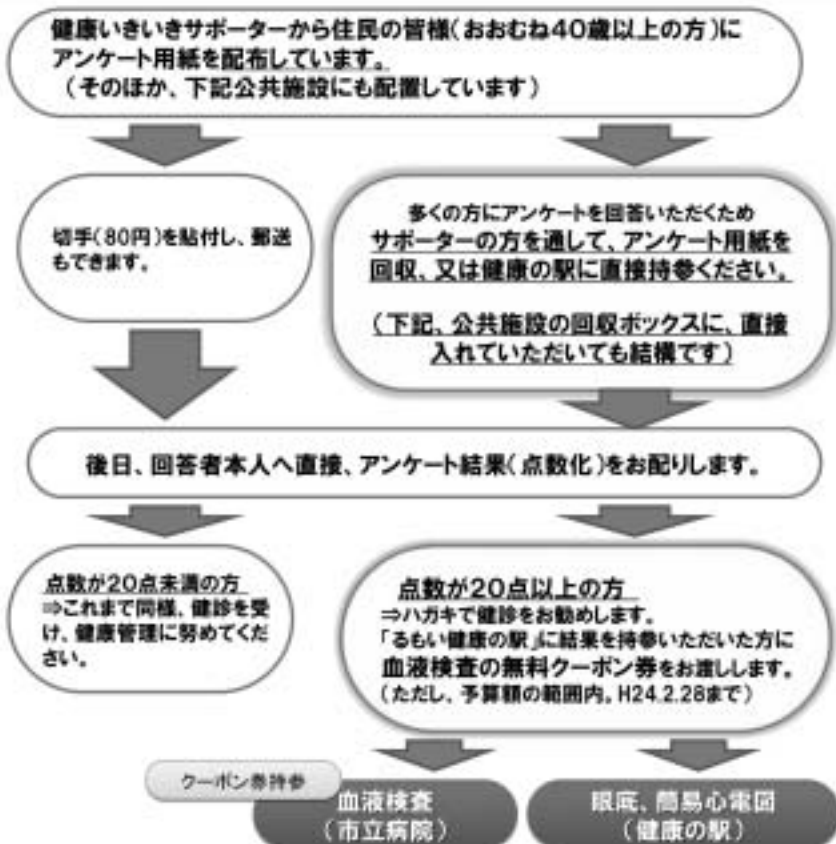 健康いきいきサポーターから住民の皆様(おおむね40歳以上の方)に
アンケート用紙を配布しています。
(そのほか、下記公共施設にも配置しています)
切手(80円)を貼付し、郵送
もできます。
多くの方にアンケートを回答いただくため
サポーターの方を通して、アンケート用紙を
回収、又は健康の駅に直接持参ください。
(下記、公共施設の回収ボックスに、直接
入れていただいても結構です)
後日、回答者本人へ直接、アンケート結果(点数化)をお配りします。
点数が20点未満の方
⇒これまで同様、健診を受
け、健康管理に努めてくだ
さい。
点数が20点以上の方
⇒ハガキで健診をお勧めします。
「るもい健康の駅」に結果を持参いただいた方に
血液検査の無料クーポン券をお渡しします。
(ただし、予算額の範囲内。H24.2.28まで)
クーポン券持参
血液検査
(市立病院)
眼底、簡易心電図
(健康の駅)